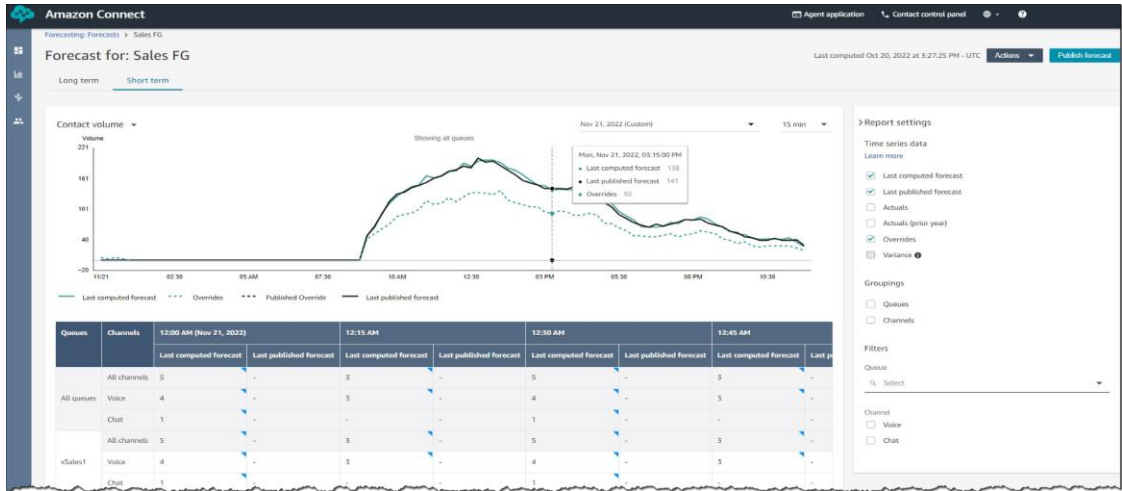 Amazon Connect
Agent application
Contact control panel
Forecasting: Forecasts > Sales FG
Forecast for: Sales FG
Last computed Oct 20, 2022 at 3:27:25 PM - UTC
Actions
Publish forecast
Long term
Short term
Contact volume
Nov 21, 2022 (Custom)
15 min
Volume
Showing all queues
221
161
101
40
-20
11/21 02:30 05 AM 07:30 10 AM 12:30 03 PM 05:30 08 PM 10:30
Mon, Nov 21, 2022, 03:15:00 PM
Last computed forecast 138
Last published forecast 141
Overrides 92
Last computed forecast Overrides Published Override Last published forecast
Queues Channels 12:00 AM (Nov 21, 2022) 12:15 AM 12:30 AM 12:45 AM
Last computed forecast Last published forecast Last computed forecast Last published forecast Last computed forecast Last published forecast Last computed forecast Last p
All channels 5 - 3 - 5 - 3 -
All queues Voice 4 - 3 - 4 - 3 -
Chat 1 - - - 1 - - -
All channels 5 - 3 - 5 - 3 -
xSales1 Voice 4 - 3 - 4 - 3 -
Chat 1 - - - 1 - - -
>Report settings
Time series data
Learn more
Last computed forecast
Last published forecast
Actuals
Actuals (prior year)
Overrides
Variance
Groupings
Queues
Channels
Filters
Queue
Select
Channel
Voice
Chat